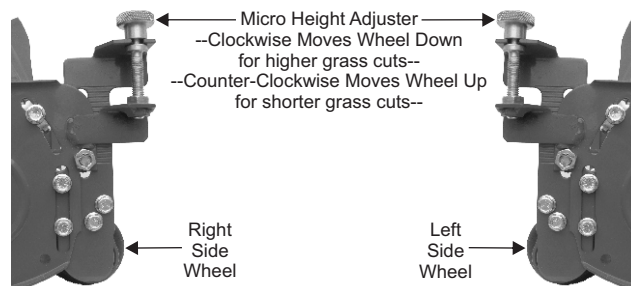 Micro Height Adjuster
--Clockwise Moves Wheel Down
for higher grass cuts--
--Counter-Clockwise Moves Wheel Up
for shorter grass cuts--
Right
Side
Wheel
Left
Side
Wheel